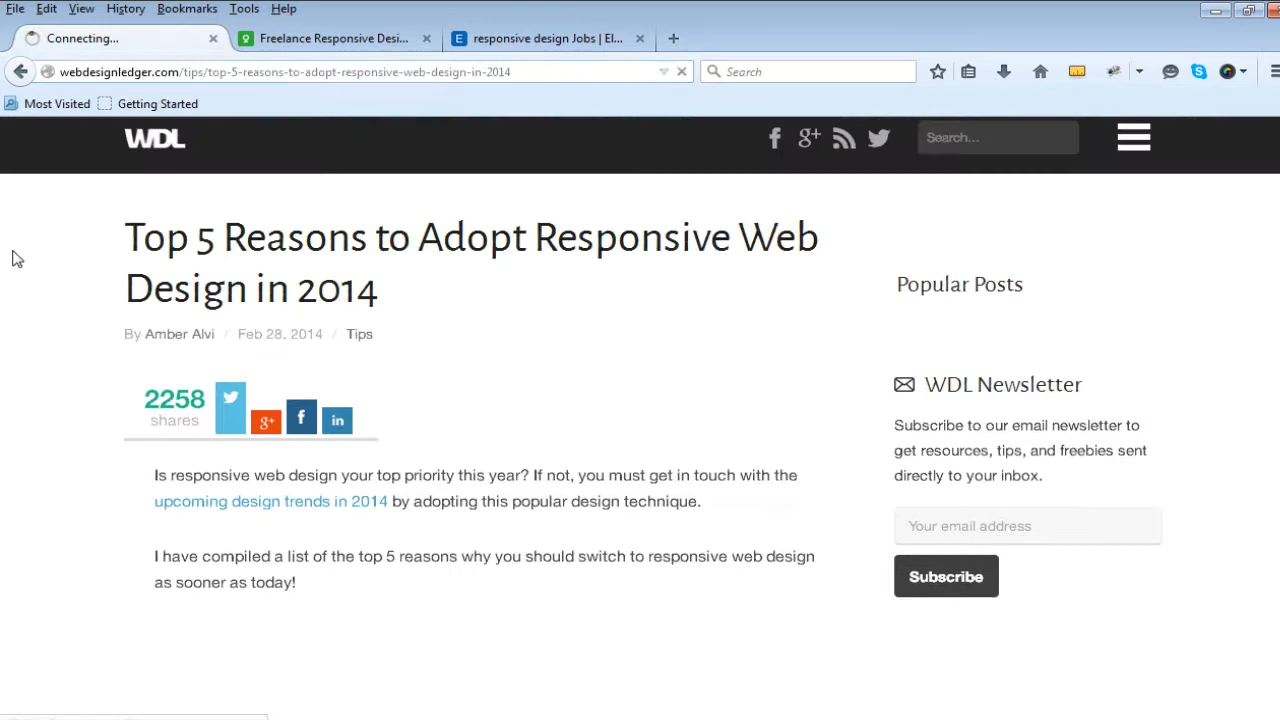 File Edit View History Bookmarks Tools Help
Connecting... Freelance Responsive Desi... responsive design Jobs | El...
webdesignledger.com/tips/top-5-reasons-to-adopt-responsive-web-design-in-2014 Search
Most Visited Getting Started
WDL Search...
Top 5 Reasons to Adopt Responsive Web
Design in 2014
By Amber Alvi / Feb 28, 2014 / Tips
2258
shares
Is responsive web design your top priority this year? If not, you must get in touch with the
upcoming design trends in 2014 by adopting this popular design technique.
I have compiled a list of the top 5 reasons why you should switch to responsive web design
as sooner as today!
Popular Posts
WDL Newsletter
Subscribe to our email newsletter to
get resources, tips, and freebies sent
directly to your inbox.
Your email address
Subscribe